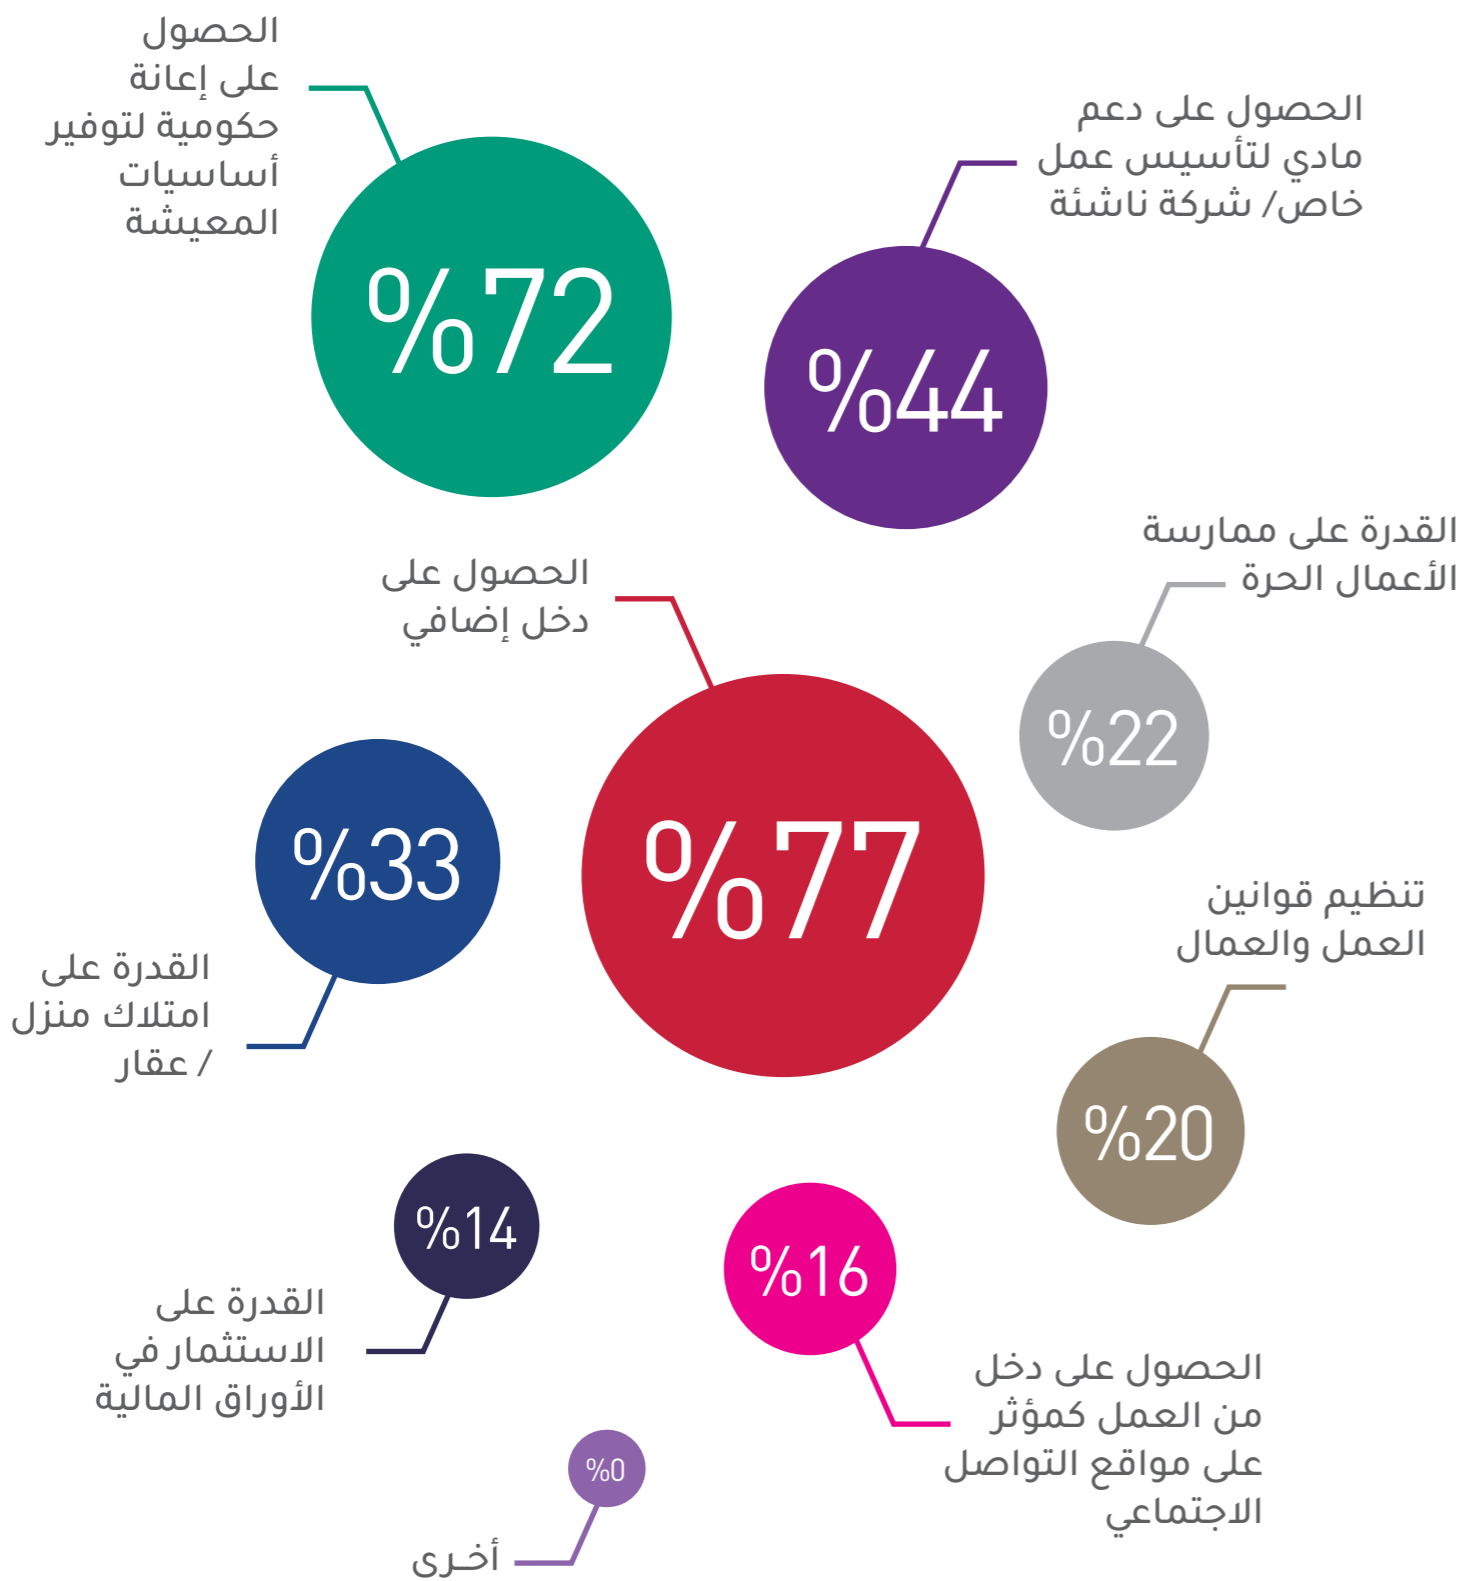 الحصول
على إعانة
حكومية لتوفير
أساسيات
المعيشة
%72
الحصول على دعم
مادي لتأسيس عمل
خاص/ شركة ناشئة
%44
القدرة على ممارسة
الأعمال الحرة
%22
الحصول على
دخل إضافي
%77
%33
القدرة على
امتلاك منزل
/ عقار
تنظيم قوانين
العمل والعمال
%20
%14
القدرة على
الاستثمار في
الأوراق المالية
%16
الحصول على دخل
من العمل كمؤثر
على مواقع التواصل
الاجتماعي
%0
أخـرى